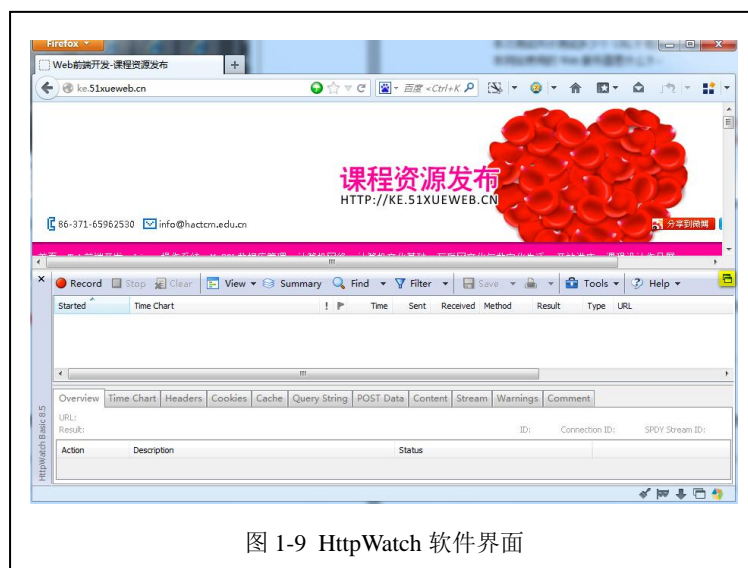 Firefox
Web前端开发-课程资源发布
+
ke.51xueweb.cn
百度 <Ctrl+K
课程资源发布
HTTP://KE.51XUEWEB.CN
86-371-65962530 info@hactcm.edu.cn
分享到微博
Record Stop Clear View Summary Find Filter Save Tools Help
Started Time Chart ! Time Sent Received Method Result Type URL
Overview Time Chart Headers Cookies Cache Query String POST Data Content Stream Warnings Comment
URL:
Result: ID: Connection ID: SPDY Stream ID:
Action Description Status
HttpWatch Basic 8.5
图 1-9 HttpWatch 软件界面